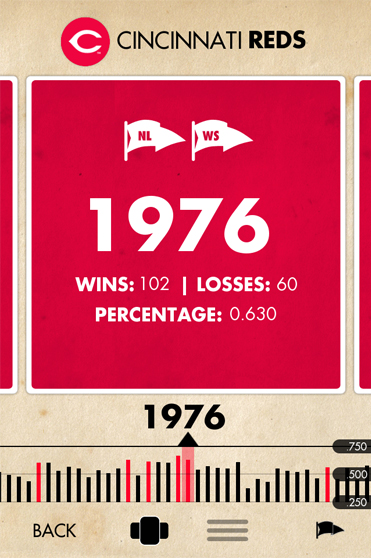 CINCINNATI REDS
NL WS
1976
WINS: 102 | LOSSES: 60
PERCENTAGE: 0.630
1976
.750
.500
.250
BACK